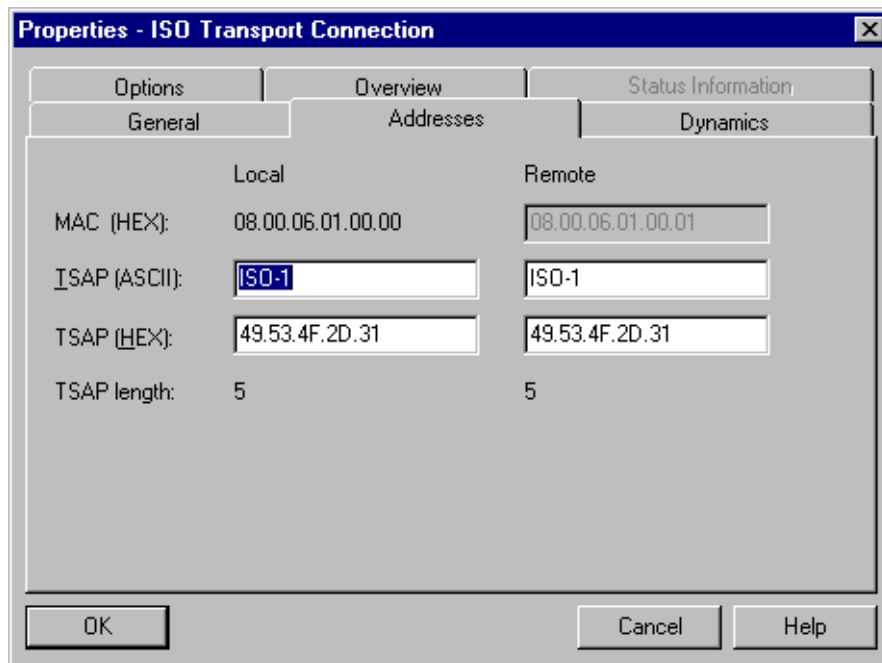 Properties - ISO Transport Connection
Options Overview Status Information
General Addresses Dynamics
Local Remote
MAC (HEX): 08.00.06.01.00.00 08.00.06.01.00.01
TSAP (ASCII): ISO-1 ISO-1
TSAP (HEX): 49.53.4F.2D.31 49.53.4F.2D.31
TSAP length: 5 5
OK Cancel Help